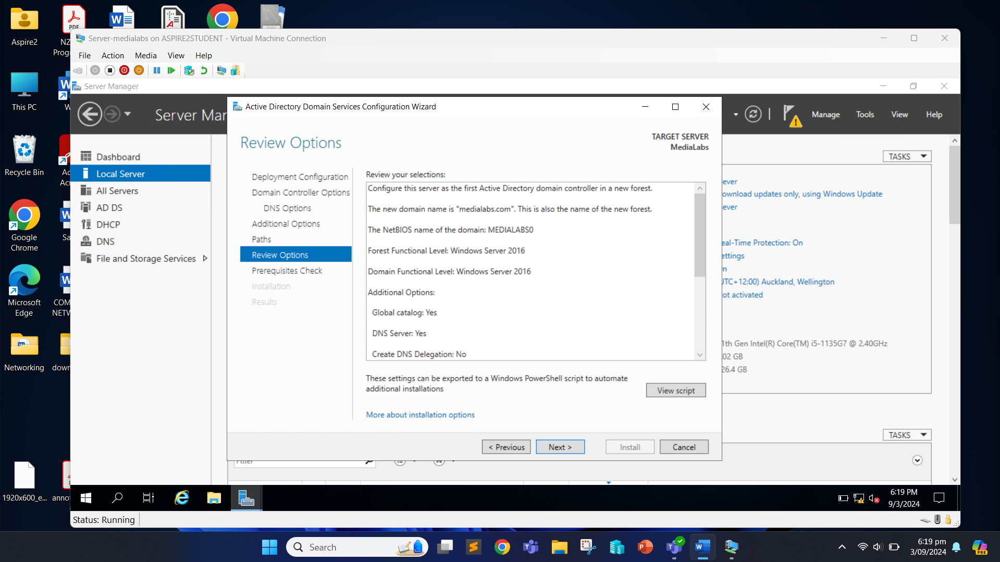 Aspire2
PDF
NZ
Progr
This PC
W
Recycle Bin
Ad
Acr
Google
Chrome
Sa
Microsoft
Edge
COM
NETW
Networking
down
1920x600_e...
annot
Server-medialabs on ASPIRE2STUDENT - Virtual Machine Connection
File Action Media View Help
Server Manager
Server Mar
Manage Tools View Help
Dashboard
Local Server
All Servers
AD DS
DHCP
DNS
File and Storage Services
Active Directory Domain Services Configuration Wizard
Review Options
TARGET SERVER
MediaLabs
Deployment Configuration
Domain Controller Options
DNS Options
Additional Options
Paths
Review Options
Prerequisites Check
Installation
Results
Review your selections:
Configure this server as the first Active Directory domain controller in a new forest.
The new domain name is "medialabs.com". This is also the name of the new forest.
The NetBIOS name of the domain: MEDIALABS0
Forest Functional Level: Windows Server 2016
Domain Functional Level: Windows Server 2016
Additional Options:
Global catalog: Yes
DNS Server: Yes
Create DNS Delegation: No
These settings can be exported to a Windows PowerShell script to automate
additional installations
View script
More about installation options
< Previous
Next >
Install
Cancel
TASKS
ever
ownload updates only, using Windows Update
ever
eal-Time Protection: On
ettings
n
UTC+12:00) Auckland, Wellington
ot activated
1th Gen Intel(R) Core(TM) i5-1135G7 @ 2.40GHz
02 GB
26.4 GB
TASKS
Filter
6:19 PM
9/3/2024
Status: Running
Search
6:19 pm
3/09/2024
PRE